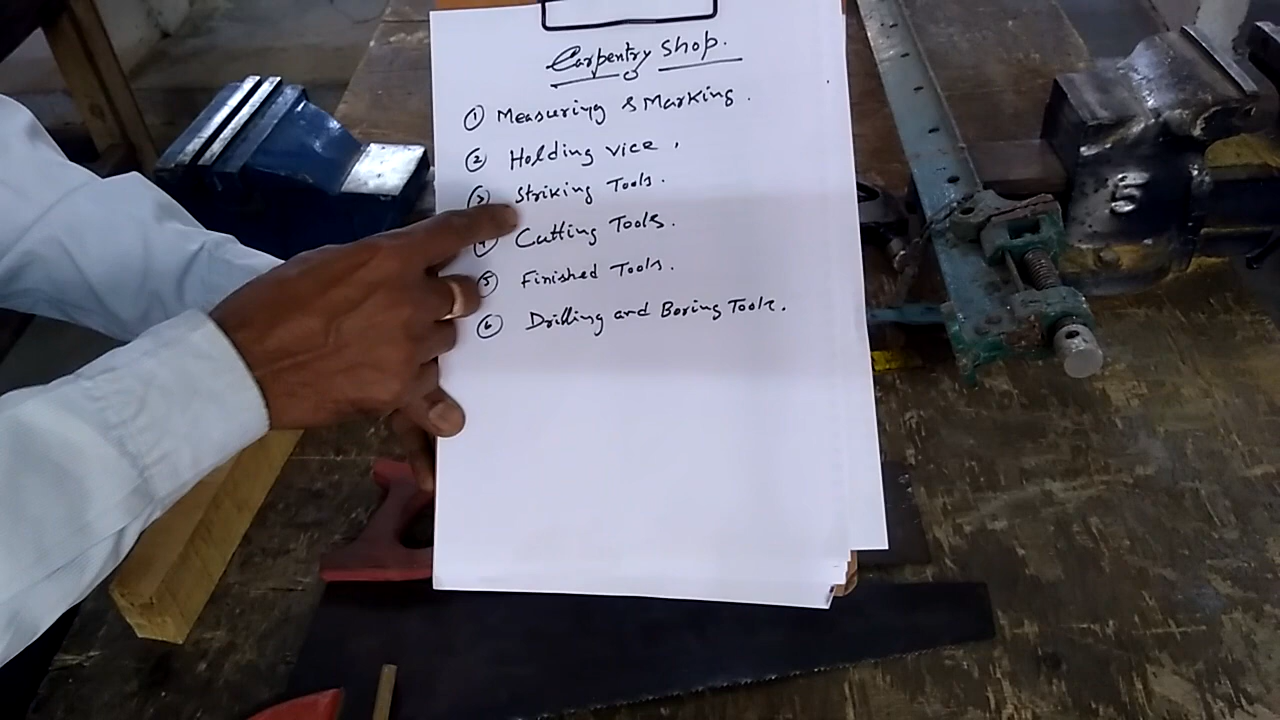 Carpentry Shop.
① Measuring & Marking.
② Holding vice.
③ Striking Tools.
④ Cutting Tools.
⑤ Finished Tools.
⑥ Drilling and Boring Tools.
5